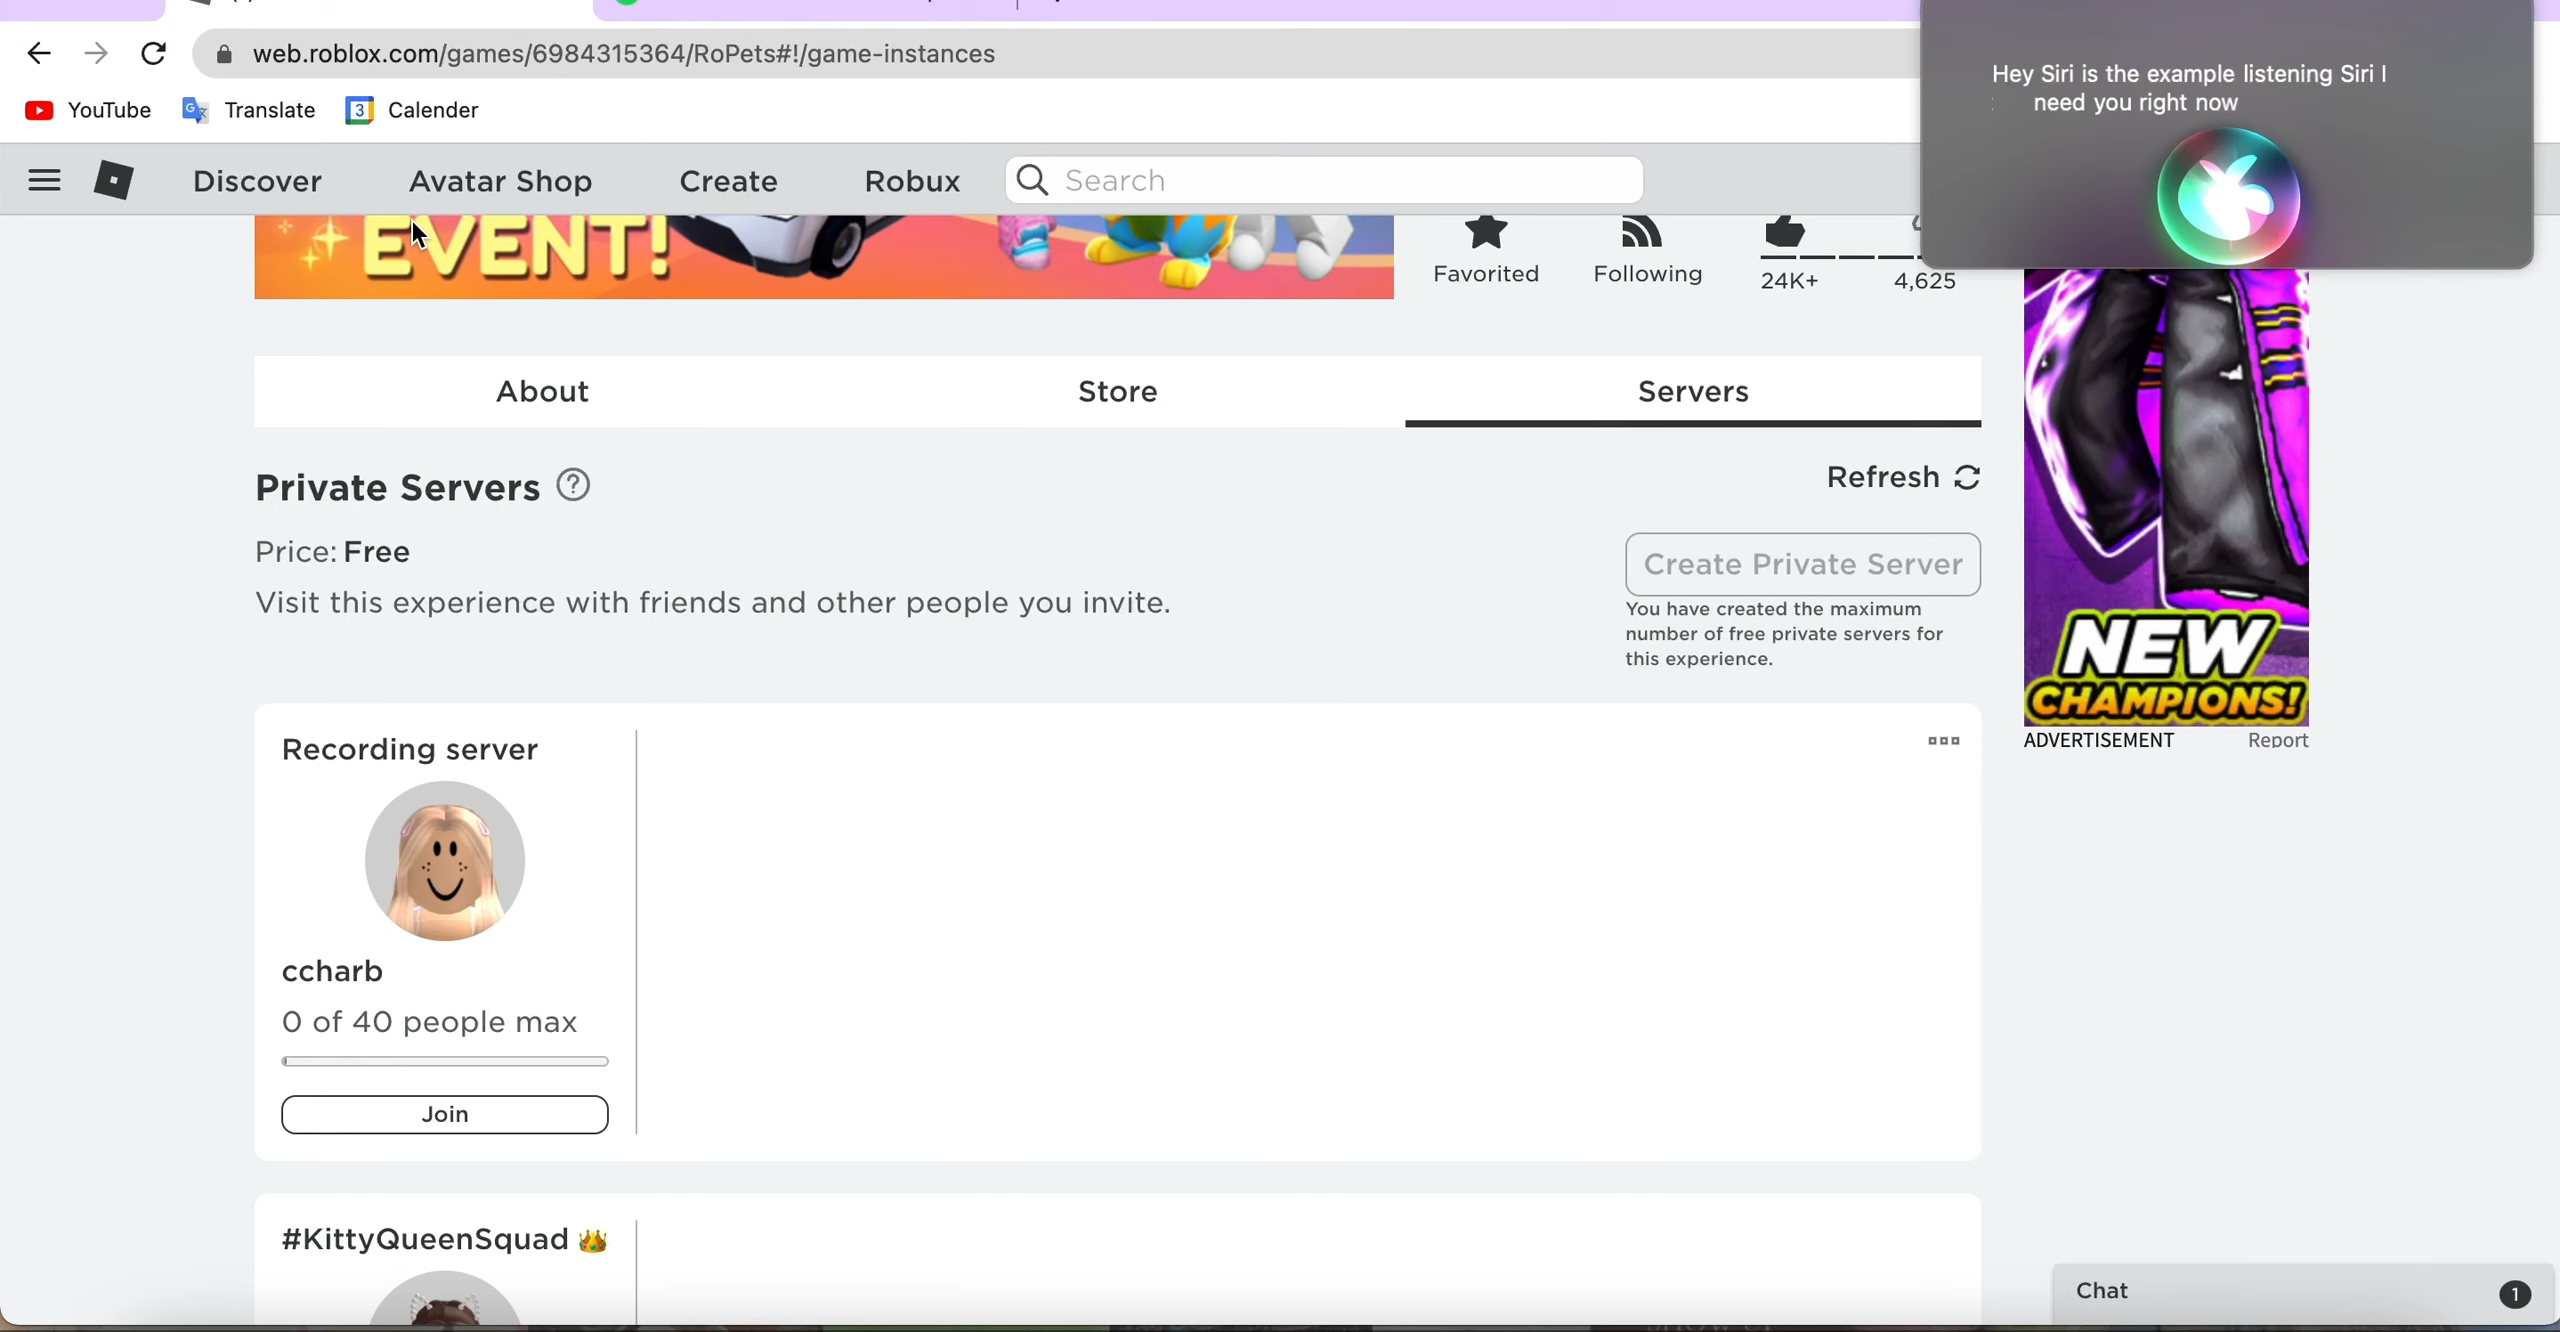 web.roblox.com/games/6984315364/RoPets#!/game-instances
Hey Siri is the example listening Siri I
need you right now
YouTube
Translate
3
Calender
Discover
Avatar Shop
Create
Robux
Search
EVENT!
Favorited
Following
24K+
4,625
About
Store
Servers
Private Servers ?
Refresh
Price: Free
Create Private Server
Visit this experience with friends and other people you invite.
You have created the maximum
number of free private servers for
this experience.
NEW
CHAMPIONS!
ADVERTISEMENT
Report
Recording server
ccharb
0 of 40 people max
Join
#KittyQueenSquad 👑
Chat
1